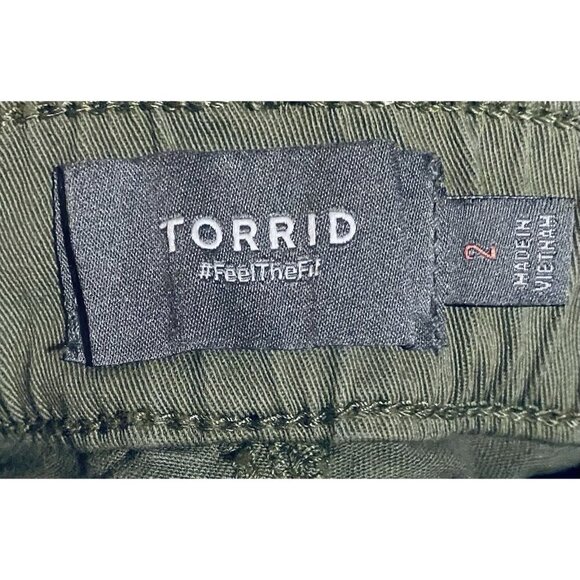 TORRID
#FeelTheFit
2
MADE IN
VIETNAM